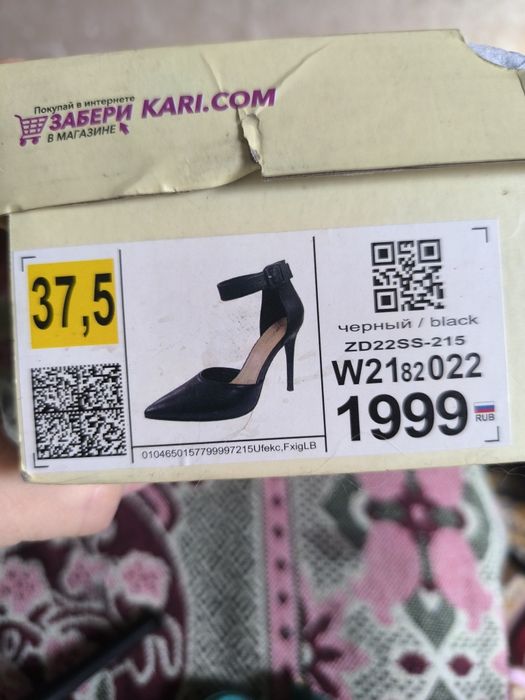 Покупай в интернете
ЗАБЕРИ KARI.COM
В МАГАЗИНЕ
37,5
черный / black
ZD22SS-215
W2182022
1999
RUB
0104650157799997215Ufekc,FxigLB